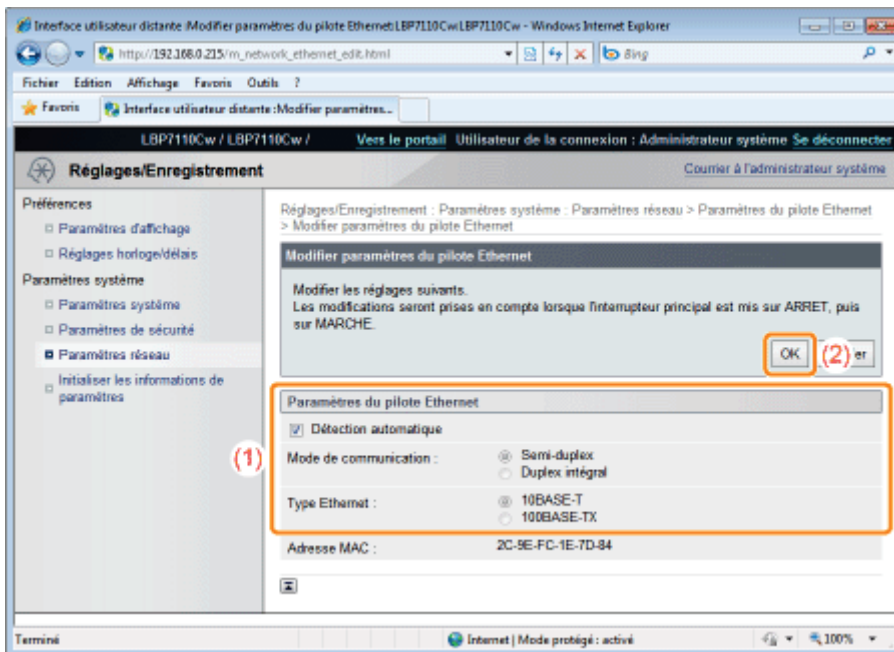 Interface utilisateur distante :Modifier paramètres du pilote Ethernet:LBP7110Cw:LBP7110Cw - Windows Internet Explorer
http://192.168.0.215/m_network_ethernet_edit.html
Bing
Fichier Edition Affichage Favoris Outils ?
Favoris Interface utilisateur distante :Modifier paramètres...
LBP7110Cw / LBP7110Cw / Vers le portail Utilisateur de la connexion : Administrateur système Se déconnecter
Réglages/Enregistrement Courrier à l'administrateur système
Préférences
Paramètres d'affichage
Réglages horloge/délais
Paramètres système
Paramètres système
Paramètres de sécurité
Paramètres réseau
Initialiser les informations de
paramètres
Réglages/Enregistrement : Paramètres système : Paramètres réseau > Paramètres du pilote Ethernet
> Modifier paramètres du pilote Ethernet
Modifier paramètres du pilote Ethernet
Modifier les réglages suivants.
Les modifications seront prises en compte lorsque l'interrupteur principal est mis sur ARRET, puis
sur MARCHE.
OK (2) er
(1)
Paramètres du pilote Ethernet
Détection automatique
Mode de communication : Semi-duplex
Duplex intégral
Type Ethernet : 10BASE-T
100BASE-TX
Adresse MAC : 2C-9E-FC-1E-7D-84
Terminé Internet | Mode protégé : activé 100%